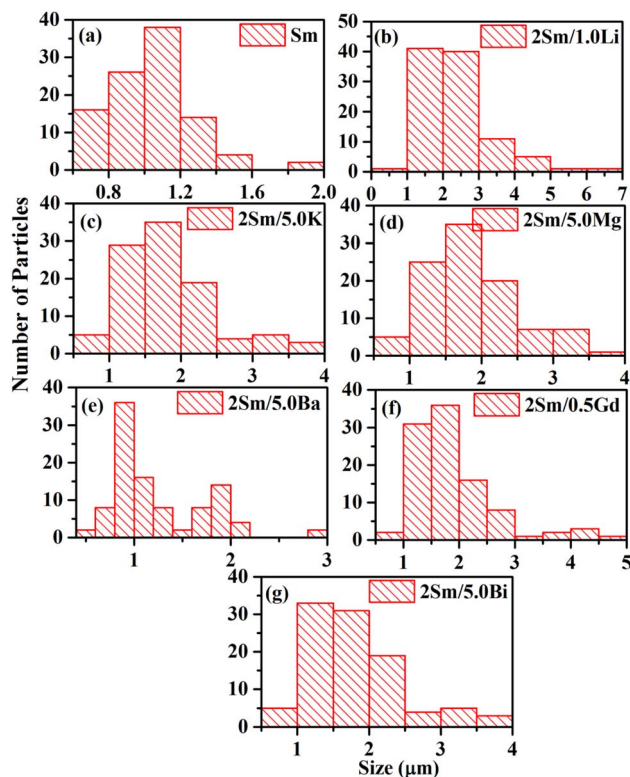 (a) Sm
40
30
20
10
0
0.8 1.2 1.6 2.0
(b) 2Sm/1.0Li
50
40
30
20
10
0
0 1 2 3 4 5 6 7
(c) 2Sm/5.0K
40
30
20
10
0
1 2 3 4
(d) 2Sm/5.0Mg
40
30
20
10
0
1 2 3 4
Number of Particles
(e) 2Sm/5.0Ba
40
30
20
10
0
1 2 3
(f) 2Sm/0.5Gd
40
30
20
10
0
1 2 3 4 5
(g) 2Sm/5.0Bi
40
30
20
10
0
1 2 3 4
Size (μm)